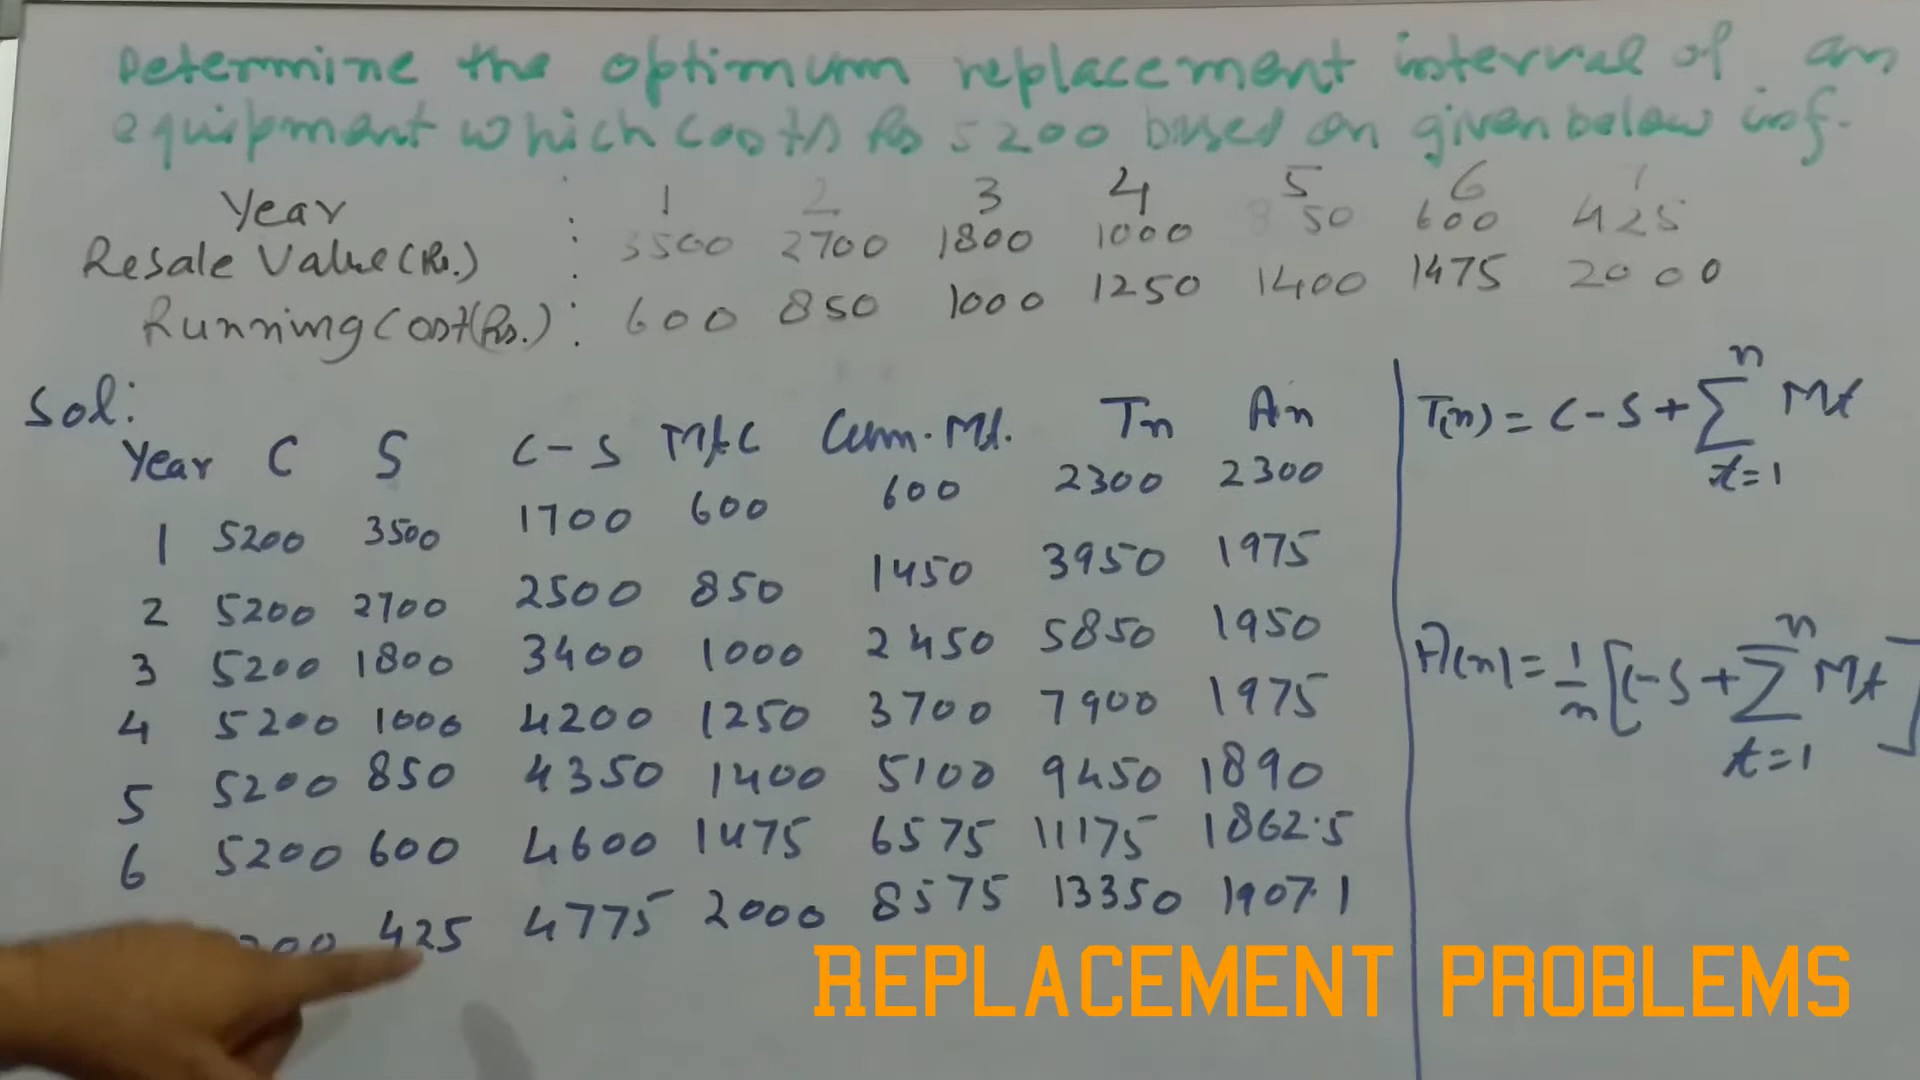 Determine the optimum replacement interval of an
equipment which Costs Rs 5200 based on given below inf.
Year : 1 2 3 4 5 6
Resale Value (Rs.) : 3500 2700 1800 1000 850 600 425
Running Cost (Rs.) : 600 850 1000 1250 1400 1475 2000
Sol:
Year C S C-S Mt C Cum. Mt. Tn An
1 5200 3500 1700 600 600 2300 2300
2 5200 2700 2500 850 1450 3950 1975
3 5200 1800 3400 1000 2450 5850 1950
4 5200 1000 4200 1250 3700 7900 1975
5 5200 850 4350 1400 5100 9450 1890
6 5200 600 4600 1475 6575 11175 1862.5
425 4775 2000 8575 13350 1907.1
T(n) = C-S+ n∑t=1 Mt
A(n) = 1/n [C-S+ n∑t=1 Mt]
REPLACEMENT PROBLEMS